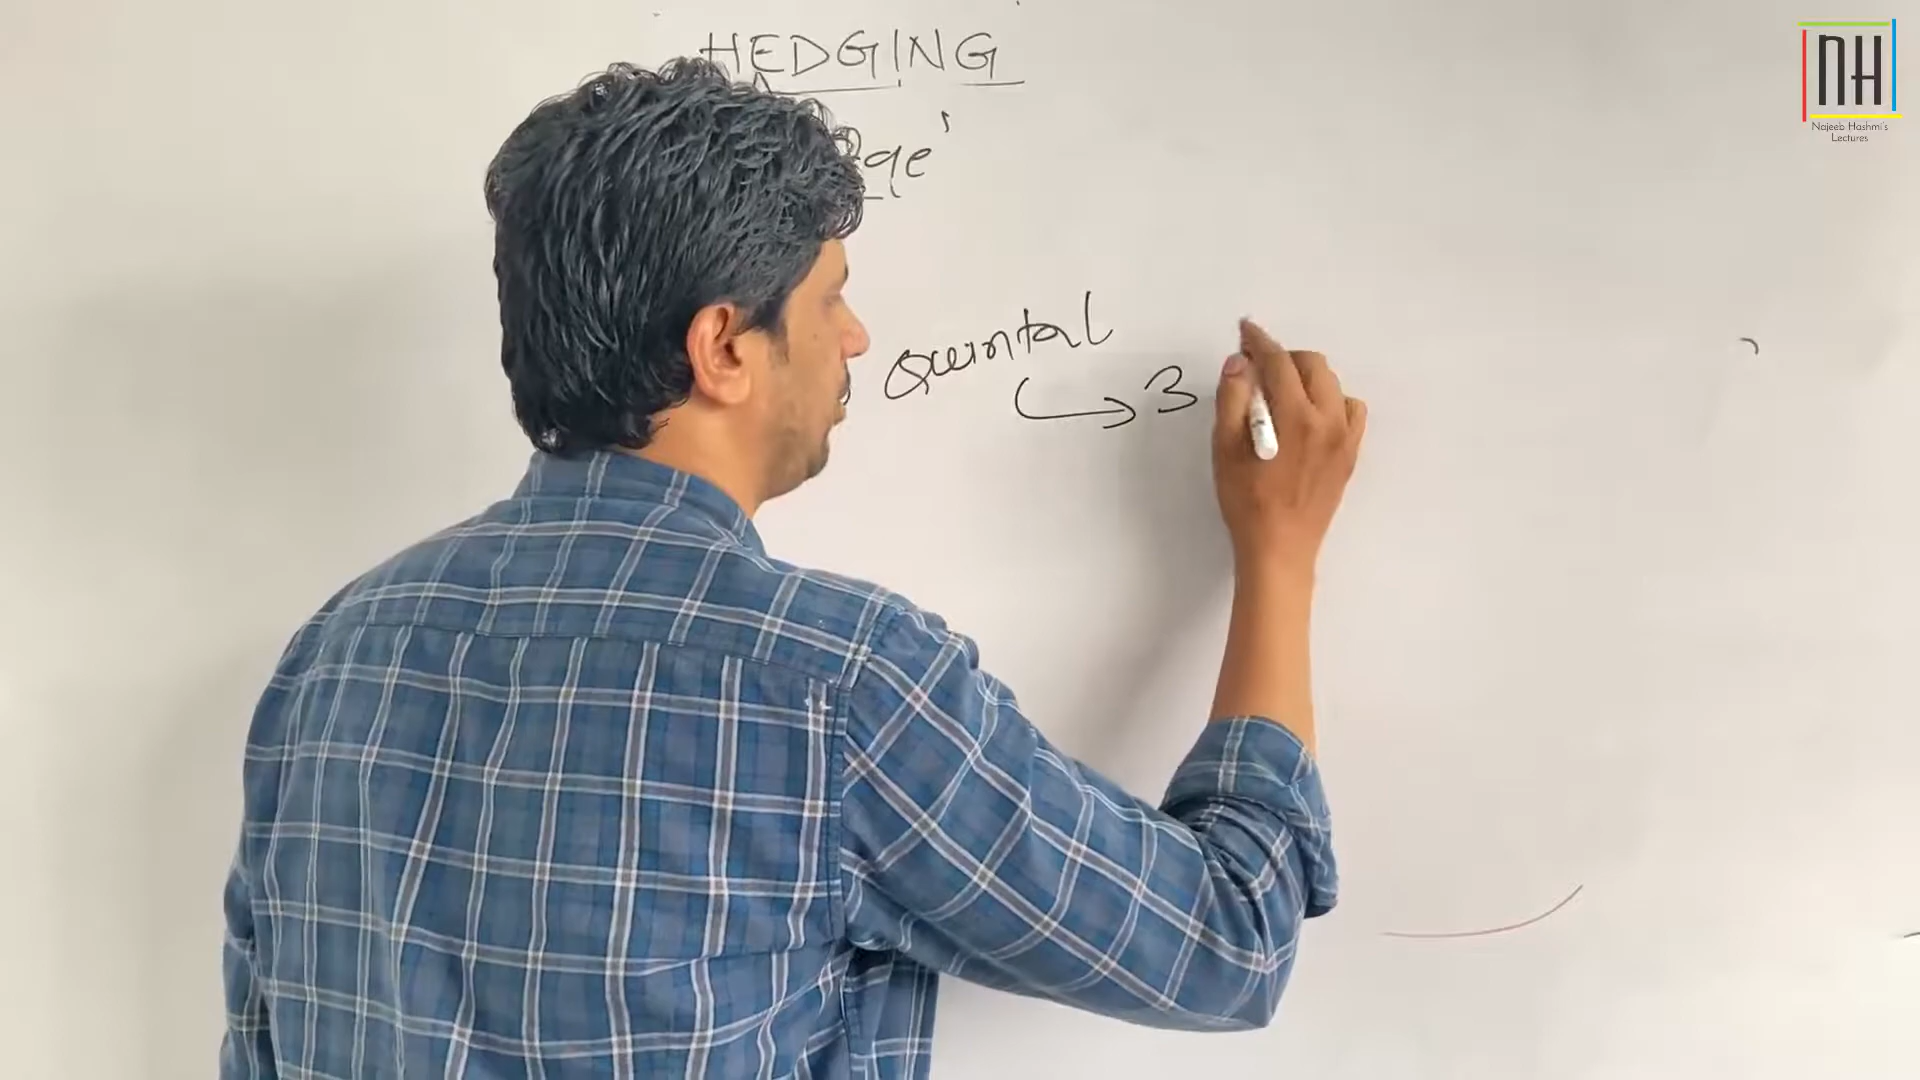 HEDGING
Quintal
3
NH
Najeeb Hashmi's
Lectures